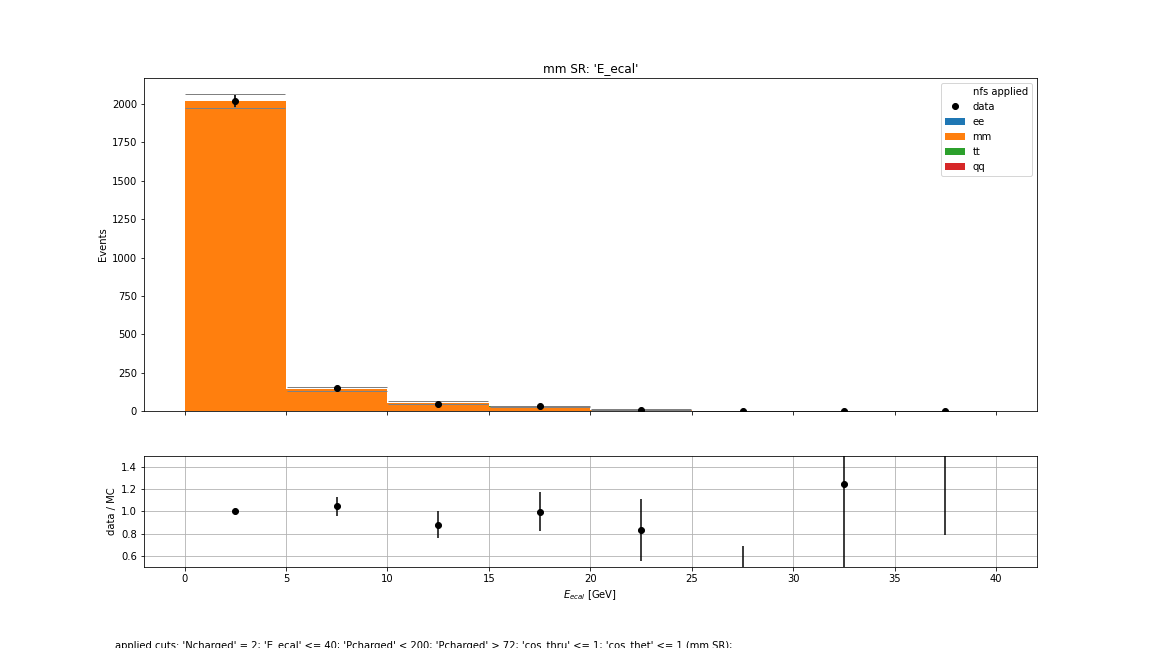 mm SR: 'E_ecal'
2000
1750
1500
1250
1000
750
500
250
0
Events
nfs applied
data
ee
mm
tt
qq
1.4
1.2
1.0
0.8
0.6
data / MC
0 5 10 15 20 25 30 35 40
E_ecal [GeV]
applied cuts: 'Ncharged' = 2; 'E_ecal' <= 40; 'Pcharged' < 200; 'Pcharged' > 72; 'cos_thru' <= 1; 'cos_thet' <= 1 (mm SR);